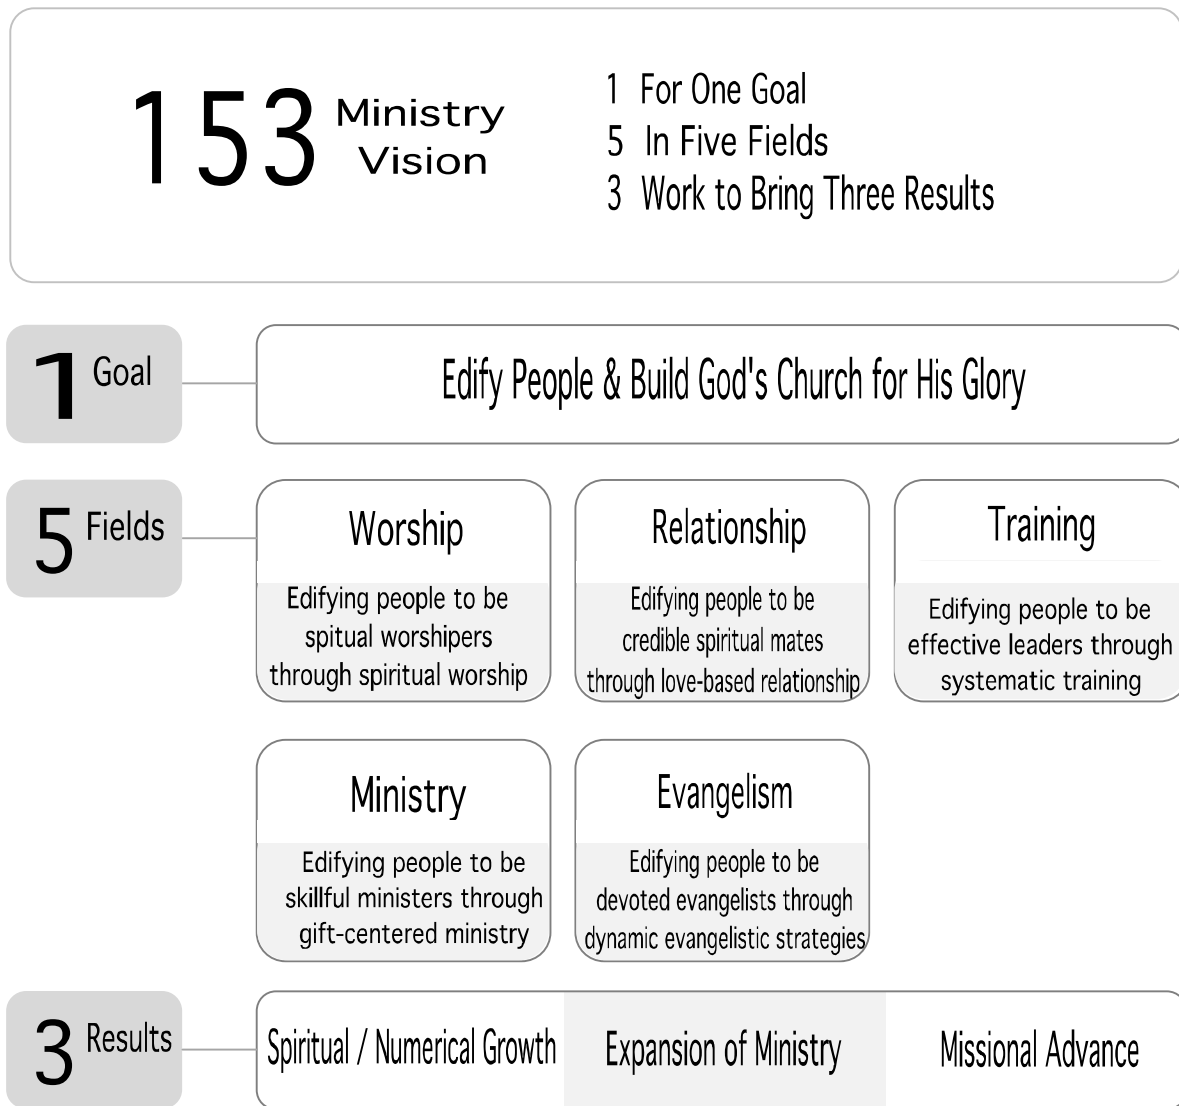 153 Ministry
Vision
1 For One Goal
5 In Five Fields
3 Work to Bring Three Results
1 Goal
Edify People & Build God's Church for His Glory
5 Fields
Worship
Edifying people to be
spitual worshipers
through spiritual worship
Relationship
Edifying people to be
credible spiritual mates
through love-based relationship
Training
Edifying people to be
effective leaders through
systematic training
Ministry
Edifying people to be
skillful ministers through
gift-centered ministry
Evangelism
Edifying people to be
devoted evangelists through
dynamic evangelistic strategies
3 Results
Spiritual / Numerical Growth
Expansion of Ministry
Missional Advance